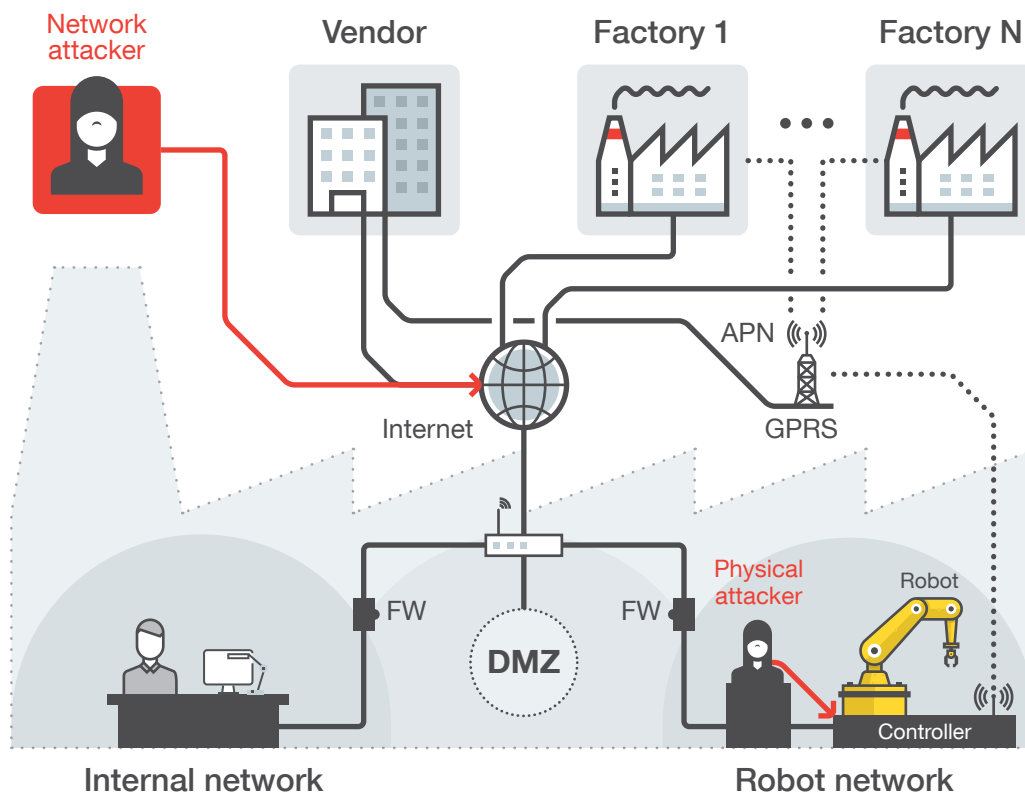 Network
attacker
Vendor
Factory 1
Factory N
APN
Internet
GPRS
Physical
attacker
Robot
FW
FW
DMZ
Controller
Internal network
Robot network